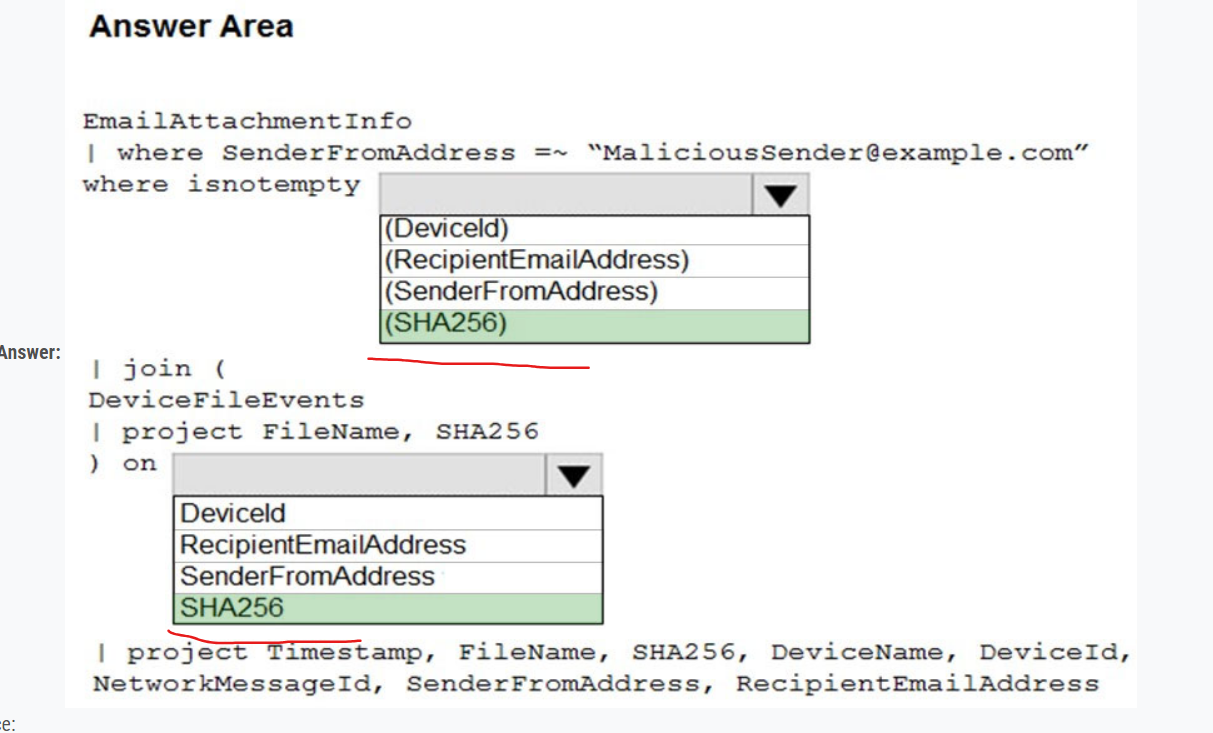 Answer Area
EmailAttachmentInfo
| where SenderFromAddress =~ “MaliciousSender@example.com”
where isnotempty
(DeviceId)
(RecipientEmailAddress)
(SenderFromAddress)
(SHA256)
Answer:
| join (
DeviceFileEvents
| project FileName, SHA256
) on
DeviceId
RecipientEmailAddress
SenderFromAddress
SHA256
| project Timestamp, FileName, SHA256, DeviceName, DeviceId,
NetworkMessageId, SenderFromAddress, RecipientEmailAddress